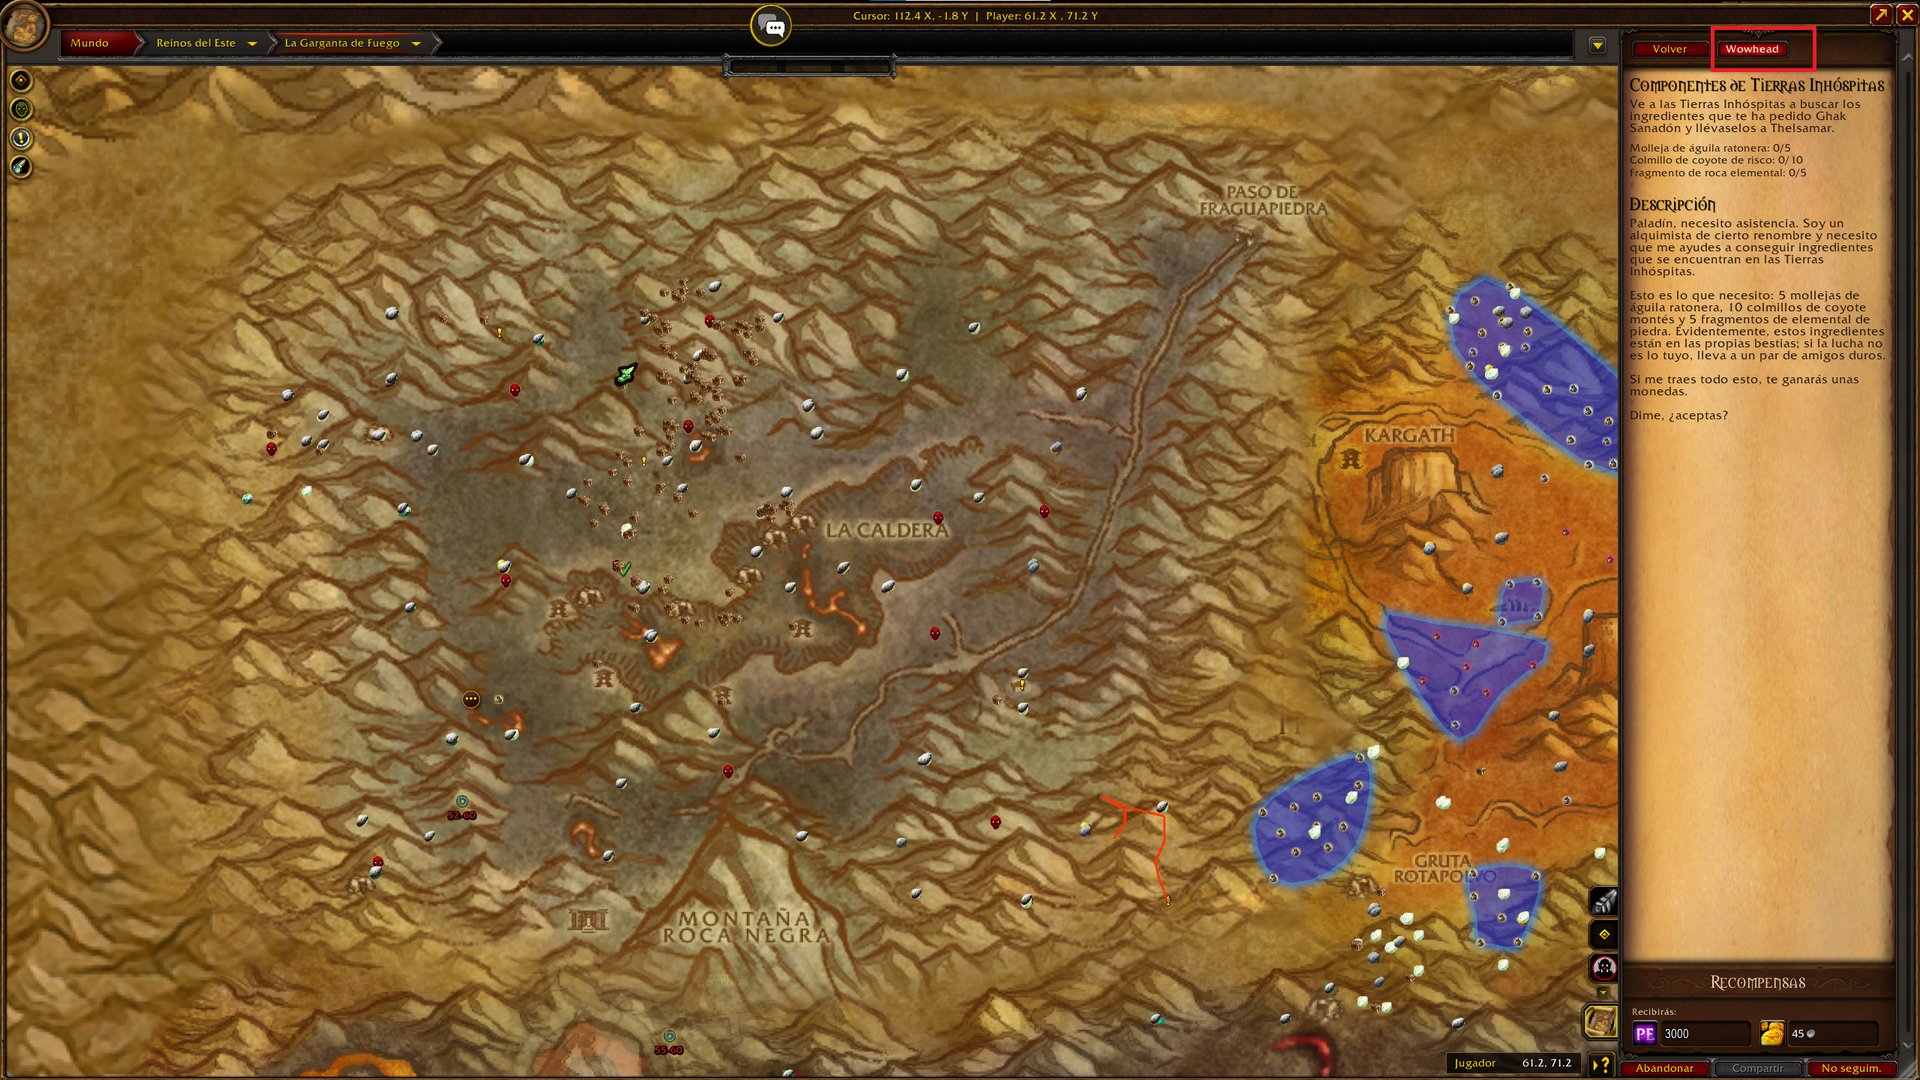 Cursor: 112.4 X, -1.8 Y | Player: 61.2 X , 71.2 Y
Mundo
Reinos del Este
La Garganta de Fuego
Volver
Wowhead
Componentes de Tierras Inhóspitas
Ve a las Tierras Inhóspitas a buscar los
ingredientes que te ha pedido Ghak
Sanadón y llévaselos a Thelsamar.
Molleja de águila ratonera: 0/5
Colmillo de coyote de risco: 0/10
Fragmento de roca elemental: 0/5
Descripción
Paladín, necesito asistencia. Soy un
alquimista de cierto renombre y necesito
que me ayudes a conseguir ingredientes
que se encuentran en las Tierras
Inhóspitas.
Esto es lo que necesito: 5 mollejas de
águila ratonera, 10 colmillos de coyote
montés y 5 fragmentos de elemental de
piedra. Evidentemente, estos ingredientes
están en las propias bestias; si la lucha no
es lo tuyo, lleva a un par de amigos duros.
Si me traes todo esto, te ganarás unas
monedas.
Dime, ¿aceptas?
PASO DE
FRAGUAPIEDRA
KARGATH
LA CALDERA
52-60
GRUTA
ROTAPOLVO
MONTAÑA
ROCA NEGRA
55-60
Recompensas
Recibirás:
PE
3000
45
Jugador 61.2, 71.2
?
Abandonar
Compartir
No seguim.